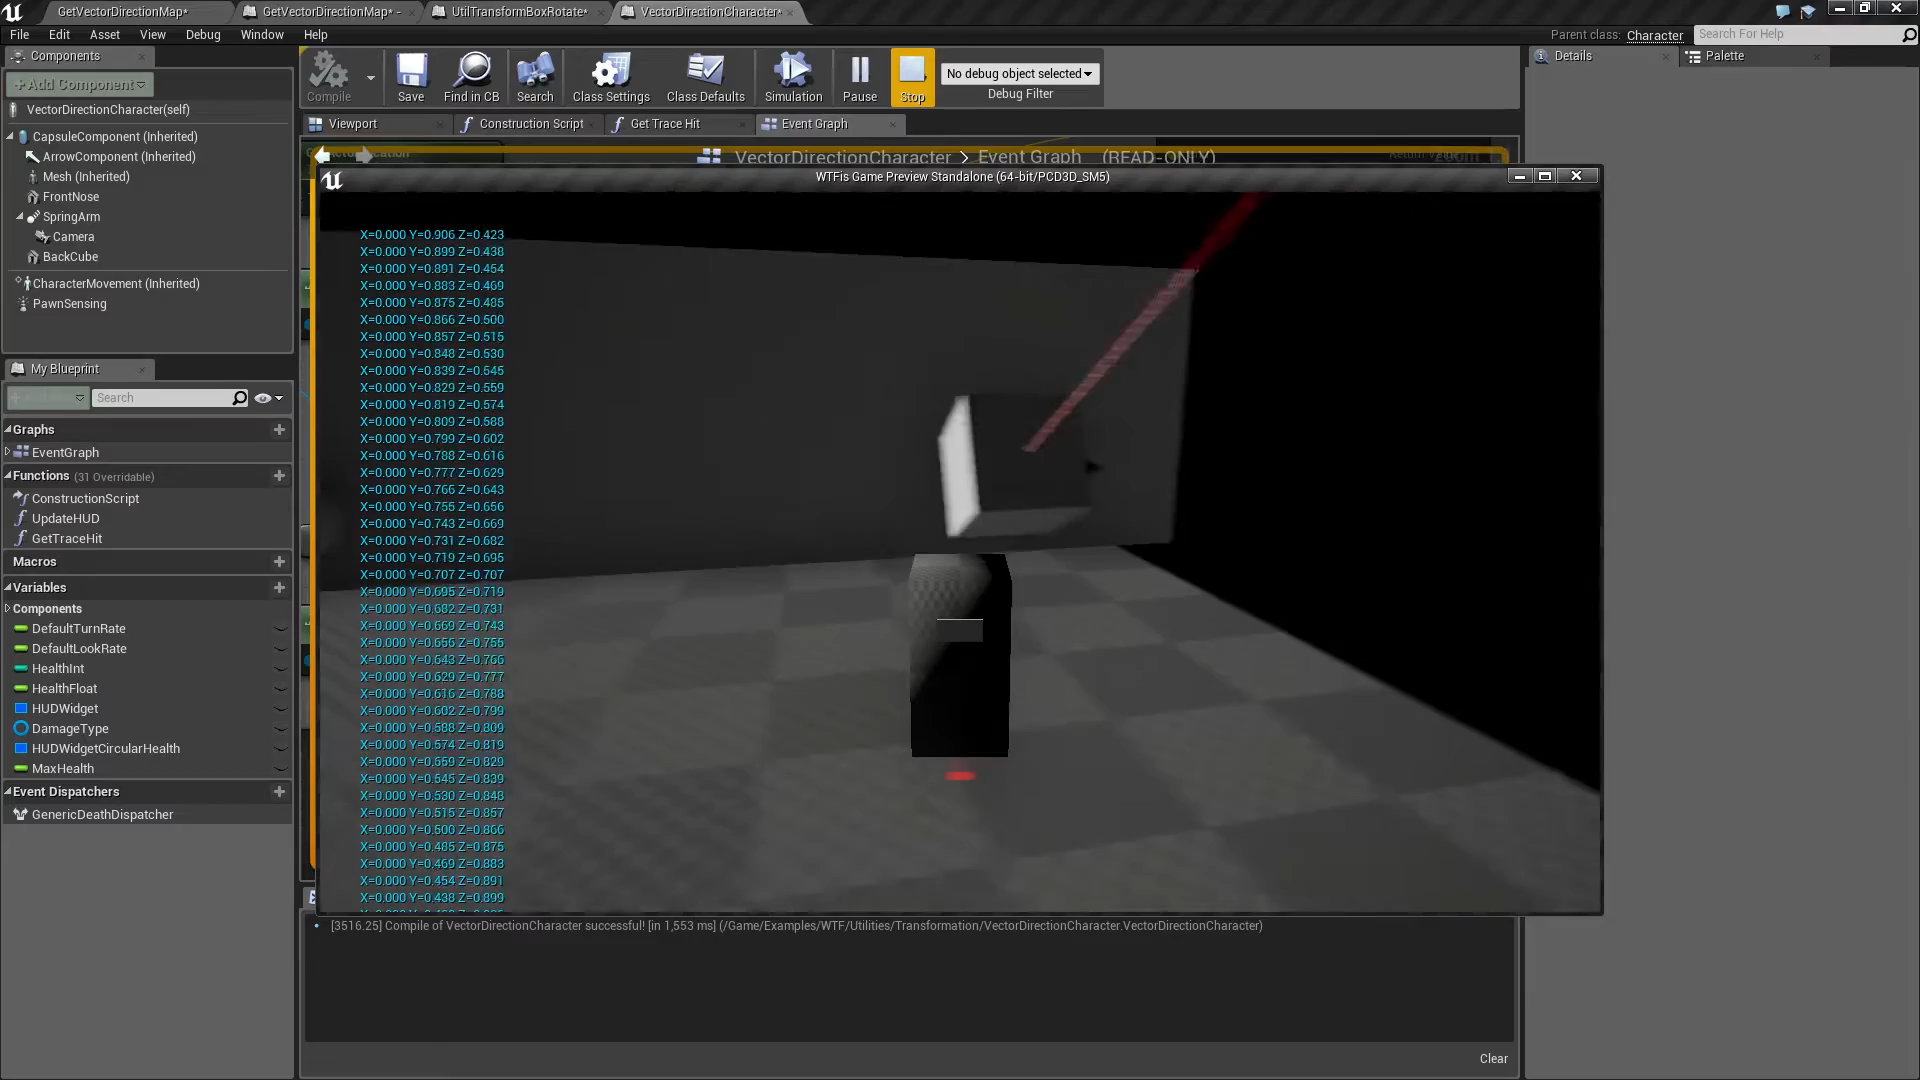 GetVectorDirectionMap*
GetVectorDirectionMap* -
UtilTransformBoxRotate*
VectorDirectionCharacter*
File Edit Asset View Debug Window Help
Parent class: Character
Search For Help
Components
+Add Component
VectorDirectionCharacter(self)
CapsuleComponent (Inherited)
ArrowComponent (Inherited)
Mesh (Inherited)
FrontNose
SpringArm
Camera
BackCube
CharacterMovement (Inherited)
PawnSensing
My Blueprint
Search
Graphs
EventGraph
Functions (31 Overridable)
ConstructionScript
UpdateHUD
GetTraceHit
Macros
Variables
Components
DefaultTurnRate
DefaultLookRate
HealthInt
HealthFloat
HUDWidget
DamageType
HUDWidgetCircularHealth
MaxHealth
Event Dispatchers
GenericDeathDispatcher
Compile
Save
Find in CB
Search
Class Settings
Class Defaults
Simulation
Pause
Stop
No debug object selected
Debug Filter
Details
Palette
Viewport
Construction Script
Get Trace Hit
Event Graph
VectorDirectionCharacter > Event Graph (READ-ONLY)
WTFis Game Preview Standalone (64-bit/PCD3D_SM5)
X=0.000 Y=0.906 Z=0.423
X=0.000 Y=0.899 Z=0.438
X=0.000 Y=0.891 Z=0.454
X=0.000 Y=0.883 Z=0.469
X=0.000 Y=0.875 Z=0.485
X=0.000 Y=0.866 Z=0.500
X=0.000 Y=0.857 Z=0.515
X=0.000 Y=0.848 Z=0.530
X=0.000 Y=0.839 Z=0.545
X=0.000 Y=0.829 Z=0.559
X=0.000 Y=0.819 Z=0.574
X=0.000 Y=0.809 Z=0.588
X=0.000 Y=0.799 Z=0.602
X=0.000 Y=0.788 Z=0.616
X=0.000 Y=0.777 Z=0.629
X=0.000 Y=0.766 Z=0.643
X=0.000 Y=0.755 Z=0.656
X=0.000 Y=0.743 Z=0.669
X=0.000 Y=0.731 Z=0.682
X=0.000 Y=0.719 Z=0.695
X=0.000 Y=0.707 Z=0.707
X=0.000 Y=0.695 Z=0.719
X=0.000 Y=0.682 Z=0.731
X=0.000 Y=0.669 Z=0.743
X=0.000 Y=0.656 Z=0.755
X=0.000 Y=0.643 Z=0.766
X=0.000 Y=0.629 Z=0.777
X=0.000 Y=0.616 Z=0.788
X=0.000 Y=0.602 Z=0.799
X=0.000 Y=0.588 Z=0.809
X=0.000 Y=0.574 Z=0.819
X=0.000 Y=0.559 Z=0.829
X=0.000 Y=0.545 Z=0.839
X=0.000 Y=0.530 Z=0.848
X=0.000 Y=0.515 Z=0.857
X=0.000 Y=0.500 Z=0.866
X=0.000 Y=0.485 Z=0.875
X=0.000 Y=0.469 Z=0.883
X=0.000 Y=0.454 Z=0.891
X=0.000 Y=0.438 Z=0.899
[3516.25] Compile of VectorDirectionCharacter successful! [in 1,553 ms] (/Game/Examples/WTF/Utilities/Transformation/VectorDirectionCharacter.VectorDirectionCharacter)
Clear